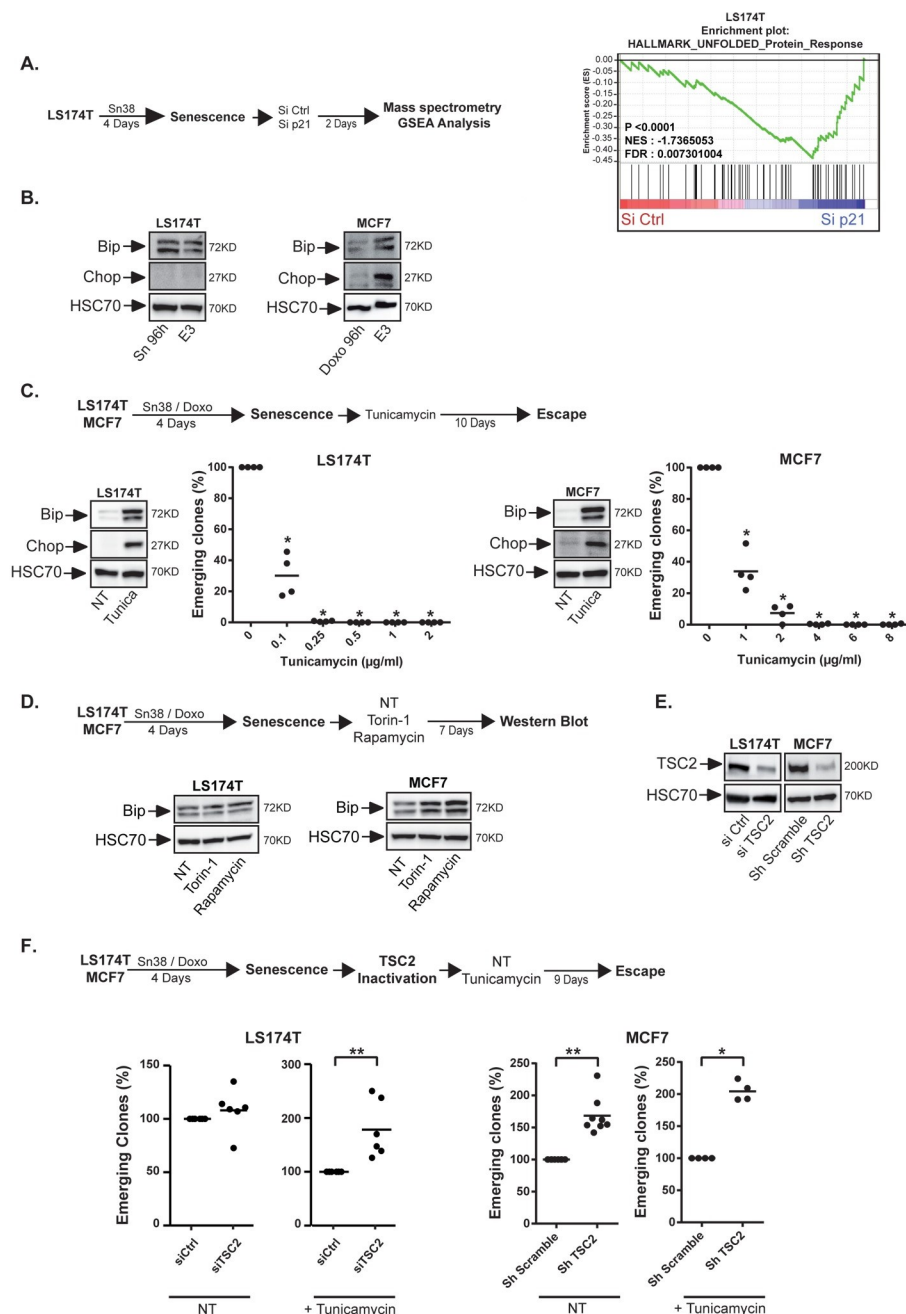 A.
LS174T
Sn38
4 Days
Senescence
Si Ctrl
Si p21
2 Days
Mass spectrometry
GSEA Analysis
LS174T
Enrichment plot:
HALLMARK_UNFOLDED_Protein_Response
Enrichment score (ES)
0.00
-0.05
-0.10
-0.15
-0.20
-0.25
-0.30
-0.35
-0.40
-0.45
P <0.0001
NES : -1.7365053
FDR : 0.007301004
Si Ctrl
Si p21
B.
LS174T
Bip
72KD
Chop
27KD
HSC70
70KD
Sn 96h
E3
MCF7
Bip
72KD
Chop
27KD
HSC70
70KD
Doxo 96h
E3
C.
LS174T
MCF7
Sn38 / Doxo
4 Days
Senescence
Tunicamycin
10 Days
Escape
LS174T
Bip
72KD
Chop
27KD
HSC70
70KD
NT
Tunica
LS174T
Emerging clones (%)
100
80
60
40
20
0
*
*
*
*
*
0
0.1
0.25
0.5
1
2
Tunicamycin (µg/ml)
MCF7
Bip
72KD
Chop
27KD
HSC70
70KD
NT
Tunica
MCF7
Emerging clones (%)
100
80
60
40
20
0
*
*
*
*
*
0
1
2
4
6
8
Tunicamycin (µg/ml)
D.
LS174T
MCF7
Sn38 / Doxo
4 Days
Senescence
NT
Torin-1
Rapamycin
7 Days
Western Blot
LS174T
Bip
72KD
HSC70
70KD
NT
Torin-1
Rapamycin
MCF7
Bip
72KD
HSC70
70KD
NT
Torin-1
Rapamycin
E.
LS174T
MCF7
TSC2
200KD
HSC70
70KD
si Ctrl
si TSC2
Sh Scramble
Sh TSC2
F.
LS174T
MCF7
Sn38 / Doxo
4 Days
Senescence
TSC2
Inactivation
NT
Tunicamycin
9 Days
Escape
LS174T
Emerging Clones (%)
150
100
50
0
siCtrl
siTSC2
NT
300
200
100
0
**
siCtrl
siTSC2
+ Tunicamycin
MCF7
Emerging clones (%)
250
200
150
100
50
0
**
Sh Scramble
Sh TSC2
NT
Emerging clones (%)
250
200
150
100
50
0
*
Sh Scramble
Sh TSC2
+ Tunicamycin